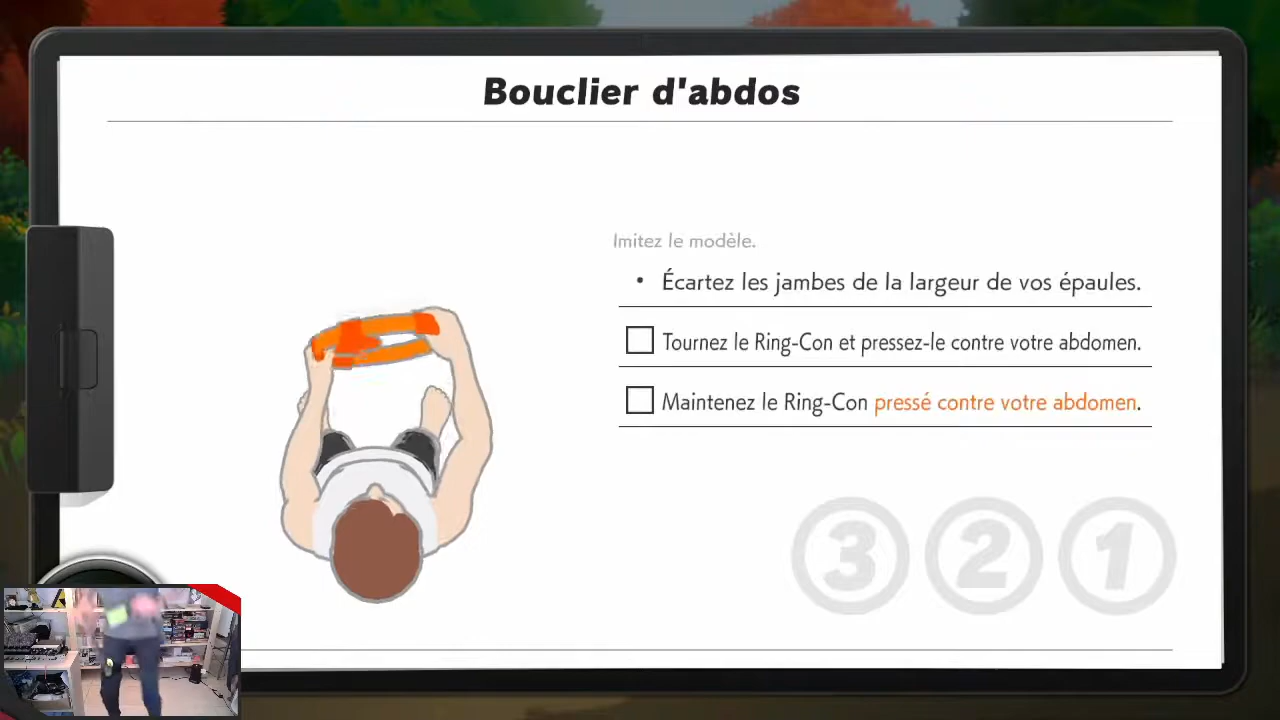 Bouclier d'abdos
Imitez le modèle.
• Écartez les jambes de la largeur de vos épaules.
Tournez le Ring-Con et pressez-le contre votre abdomen.
Maintenez le Ring-Con pressé contre votre abdomen.
3 2 1